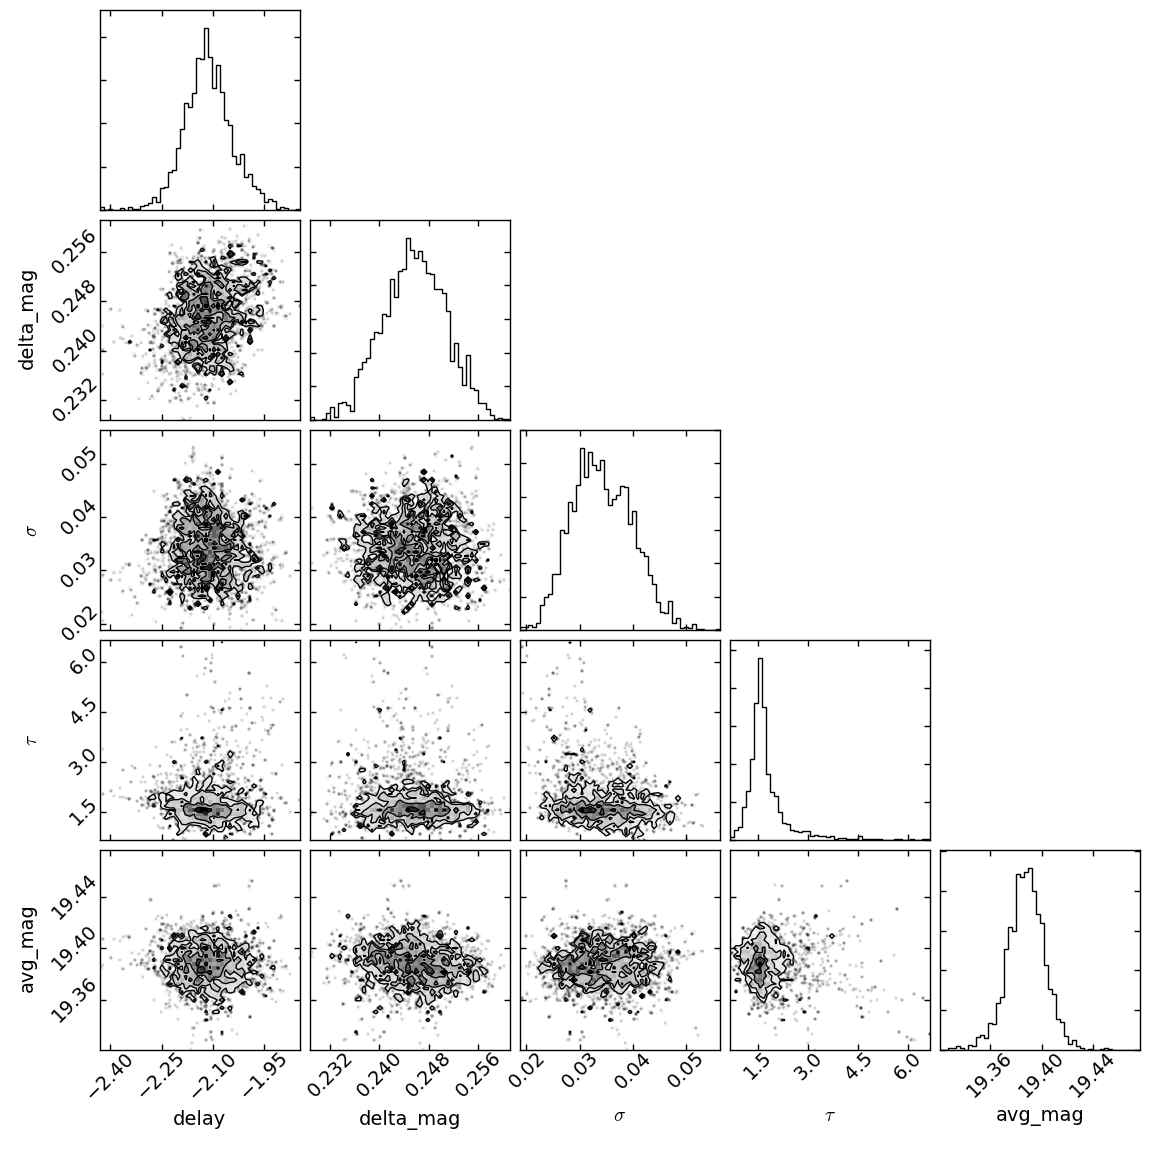 delta_mag
0.256
0.248
0.240
0.232
σ
0.05
0.04
0.03
0.02
τ
6.0
4.5
3.0
1.5
avg_mag
19.44
19.40
19.36
−2.40 −2.25 −2.10 −1.95
0.232 0.240 0.248 0.256
0.02 0.03 0.04 0.05
1.5 3.0 4.5 6.0
19.36 19.40 19.44
delay delta_mag σ τ avg_mag